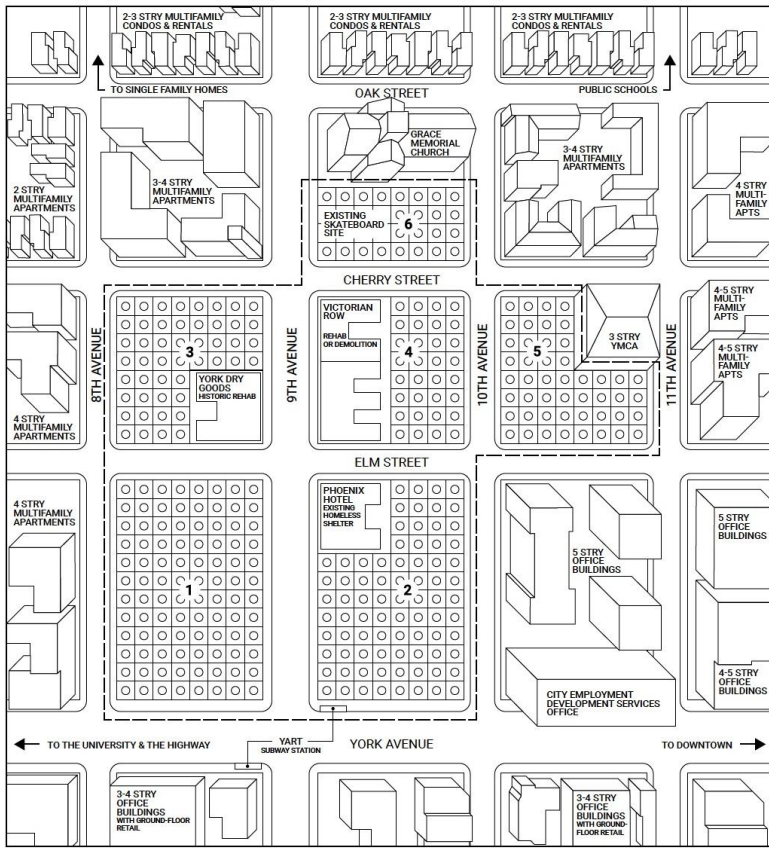 2-3 STRY MULTIFAMILY
CONDOS & RENTALS
2-3 STRY MULTIFAMILY
CONDOS & RENTALS
2-3 STRY MULTIFAMILY
CONDOS & RENTALS
TO SINGLE FAMILY HOMES
OAK STREET
PUBLIC SCHOOLS
2 STRY
MULTIFAMILY
APARTMENTS
3-4 STRY
MULTIFAMILY
APARTMENTS
GRACE
MEMORIAL
CHURCH
3-4 STRY
MULTIFAMILY
APARTMENTS
4 STRY
MULTI-
FAMILY
APTS
EXISTING
SKATEBOARD
SITE
6
CHERRY STREET
8TH AVENUE
9TH AVENUE
10TH AVENUE
11TH AVENUE
3
YORK DRY
GOODS
HISTORIC REHAB
VICTORIAN
ROW
REHAB
OR DEMOLITION
4
5
3 STRY
YMCA
4-5 STRY
MULTI-
FAMILY
APTS
4-5 STRY
MULTI-
FAMILY
APTS
4 STRY
MULTIFAMILY
APARTMENTS
ELM STREET
4 STRY
MULTIFAMILY
APARTMENTS
1
PHOENIX
HOTEL
EXISTING
HOMELESS
SHELTER
2
5 STRY
OFFICE
BUILDINGS
5 STRY
OFFICE
BUILDINGS
CITY EMPLOYMENT
DEVELOPMENT SERVICES
OFFICE
4-5 STRY
OFFICE
BUILDINGS
TO THE UNIVERSITY & THE HIGHWAY
YART
SUBWAY STATION
YORK AVENUE
TO DOWNTOWN
3-4 STRY
OFFICE
BUILDINGS
WITH GROUND-FLOOR
RETAIL
3-4 STRY
OFFICE
BUILDINGS
WITH GROUND-
FLOOR RETAIL